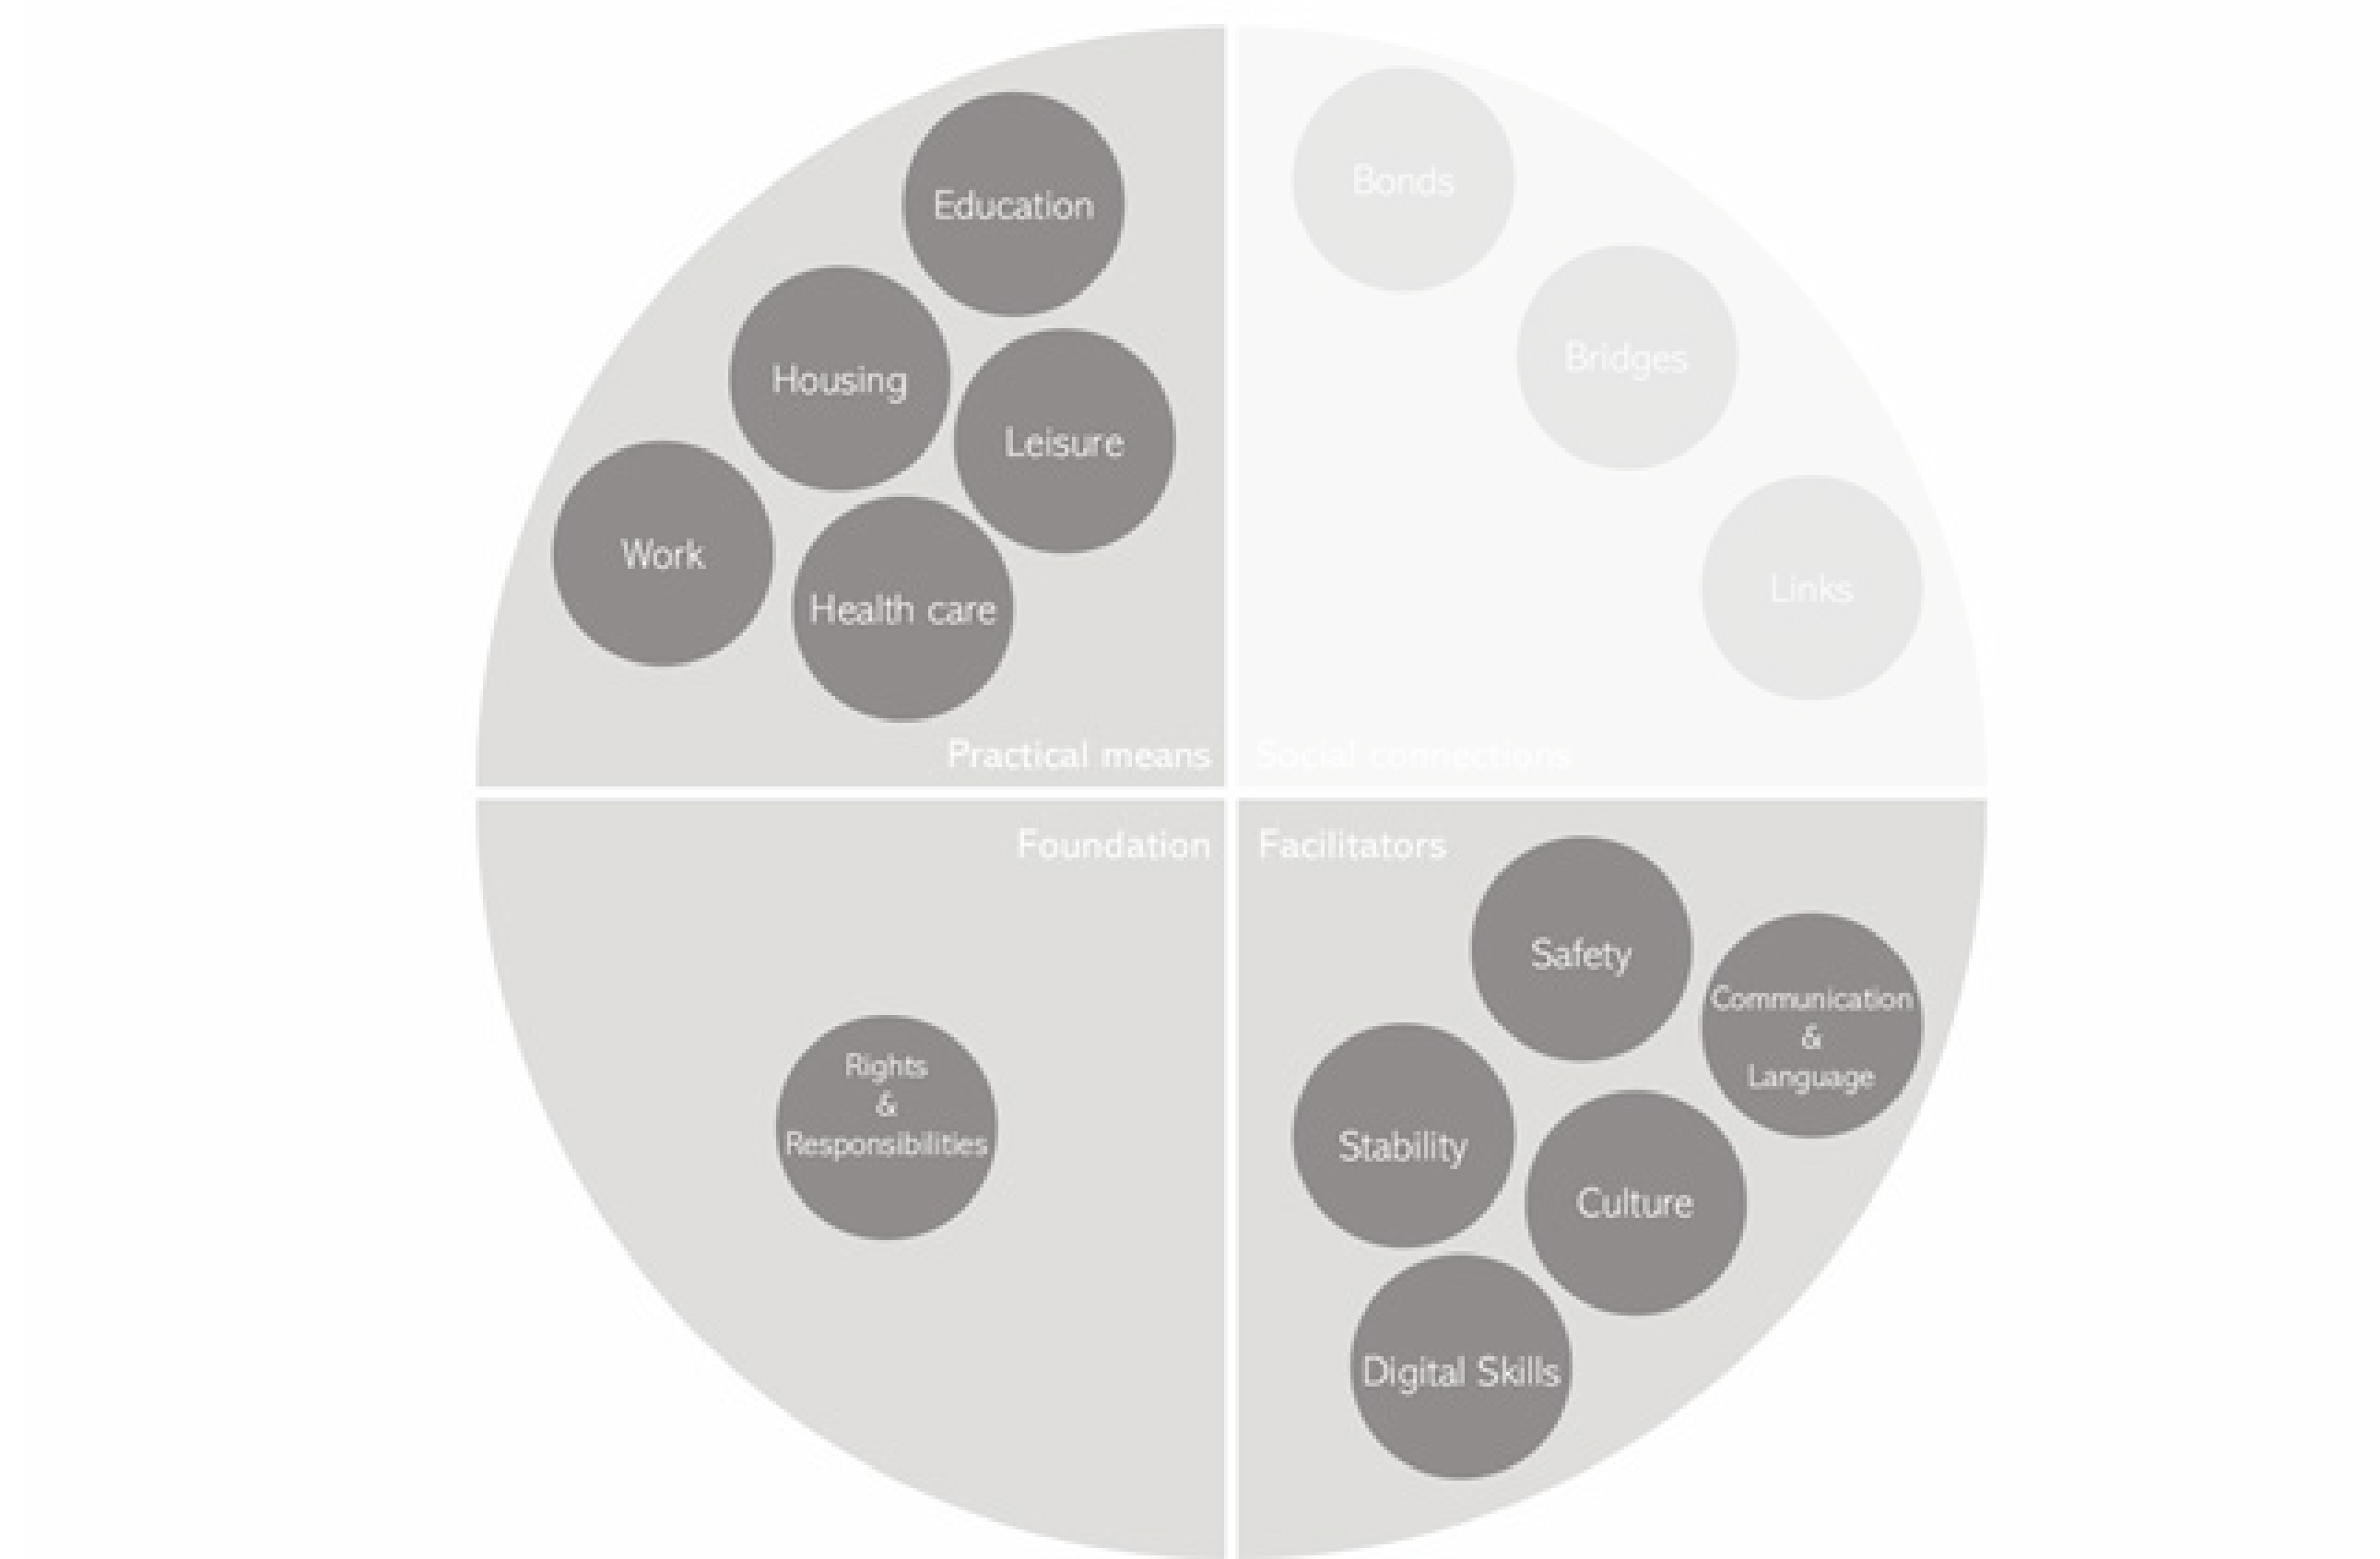 Education
Housing
Leisure
Work
Health care
Practical means
Bonds
Bridges
Links
Social connections
Foundation
Rights
&
Responsibilities
Facilitators
Safety
Communication
&
Language
Stability
Culture
Digital Skills